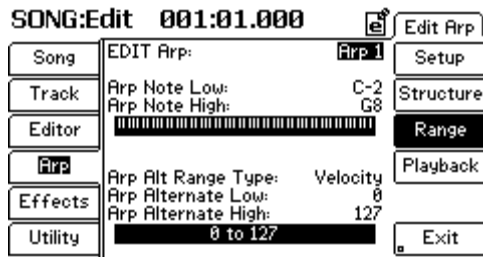 SONG:Edit 001:01.000 e Edit Arp
Song
Track
Editor
Arp
Effects
Utility
EDIT Arp: Arp 1
Arp Note Low: C-2
Arp Note High: G8
Arp Alt Range Type: Velocity
Arp Alternate Low: 0
Arp Alternate High: 127
0 to 127
Setup
Structure
Range
Playback
Exit